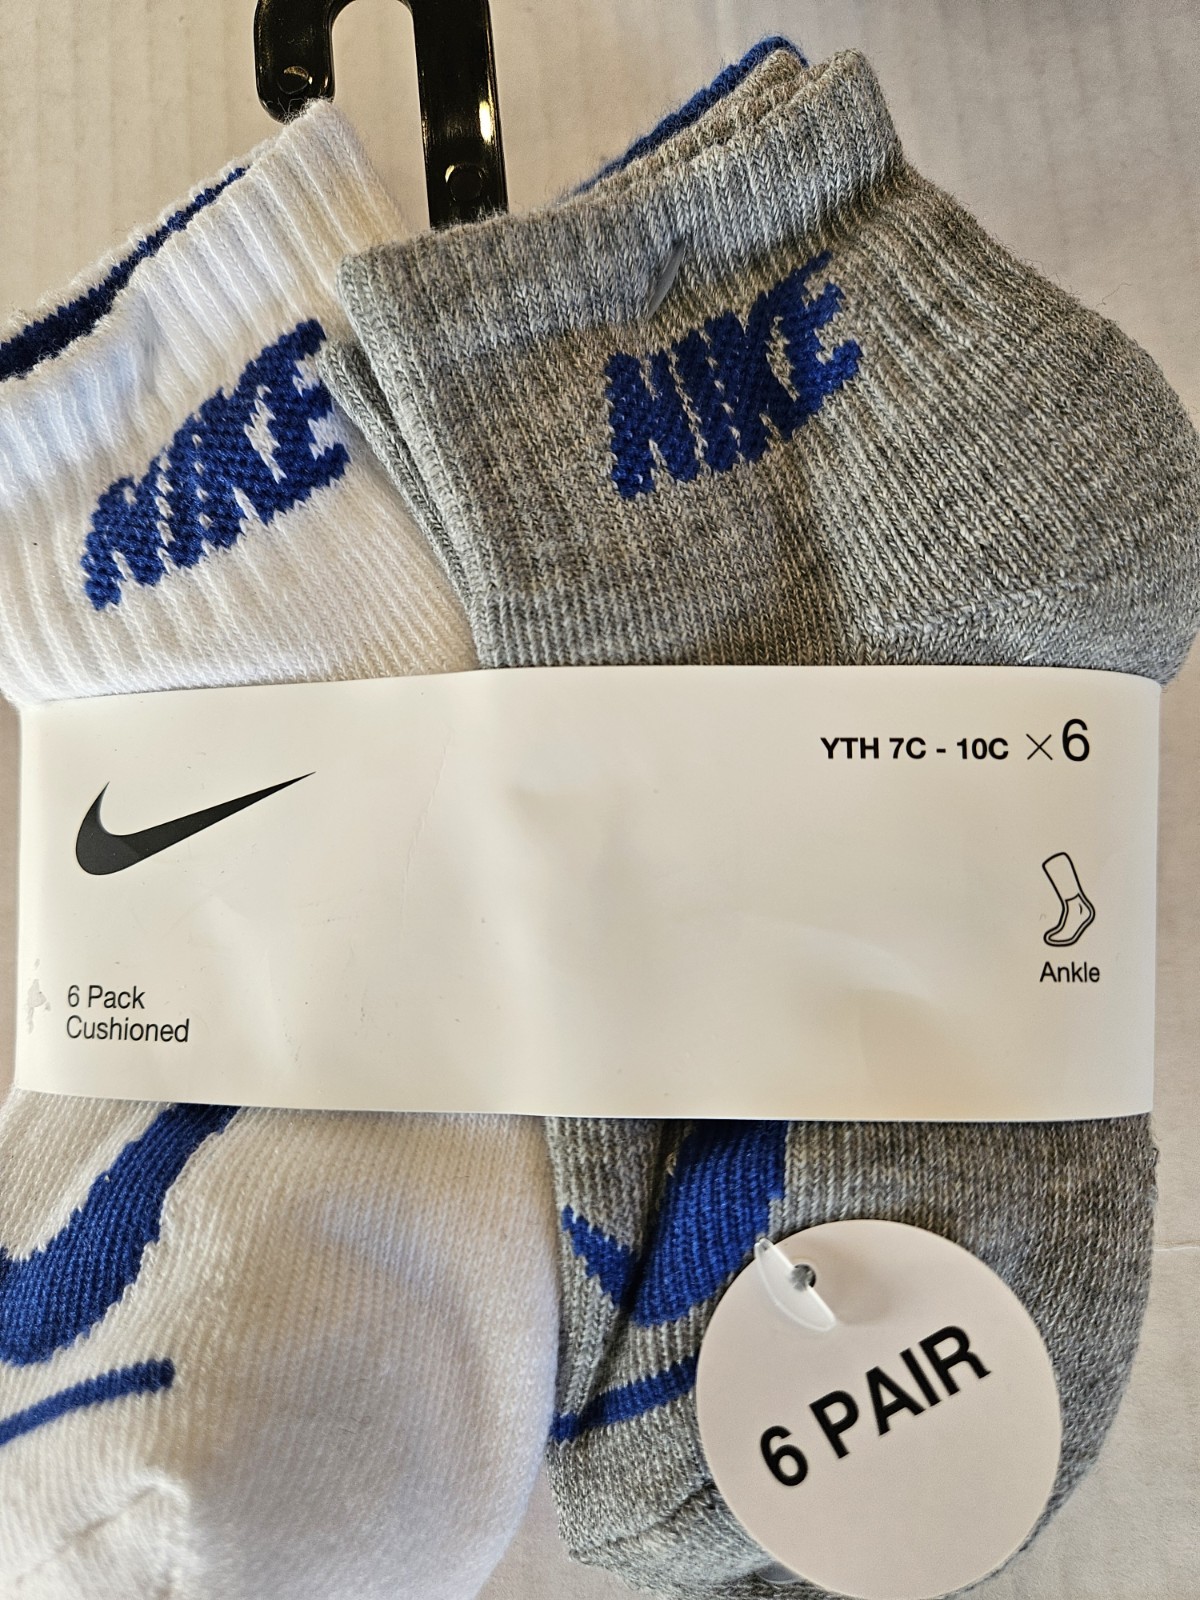 NIKE
NIKE
YTH 7C - 10C ×6
Ankle
6 Pack
Cushioned
6 PAIR